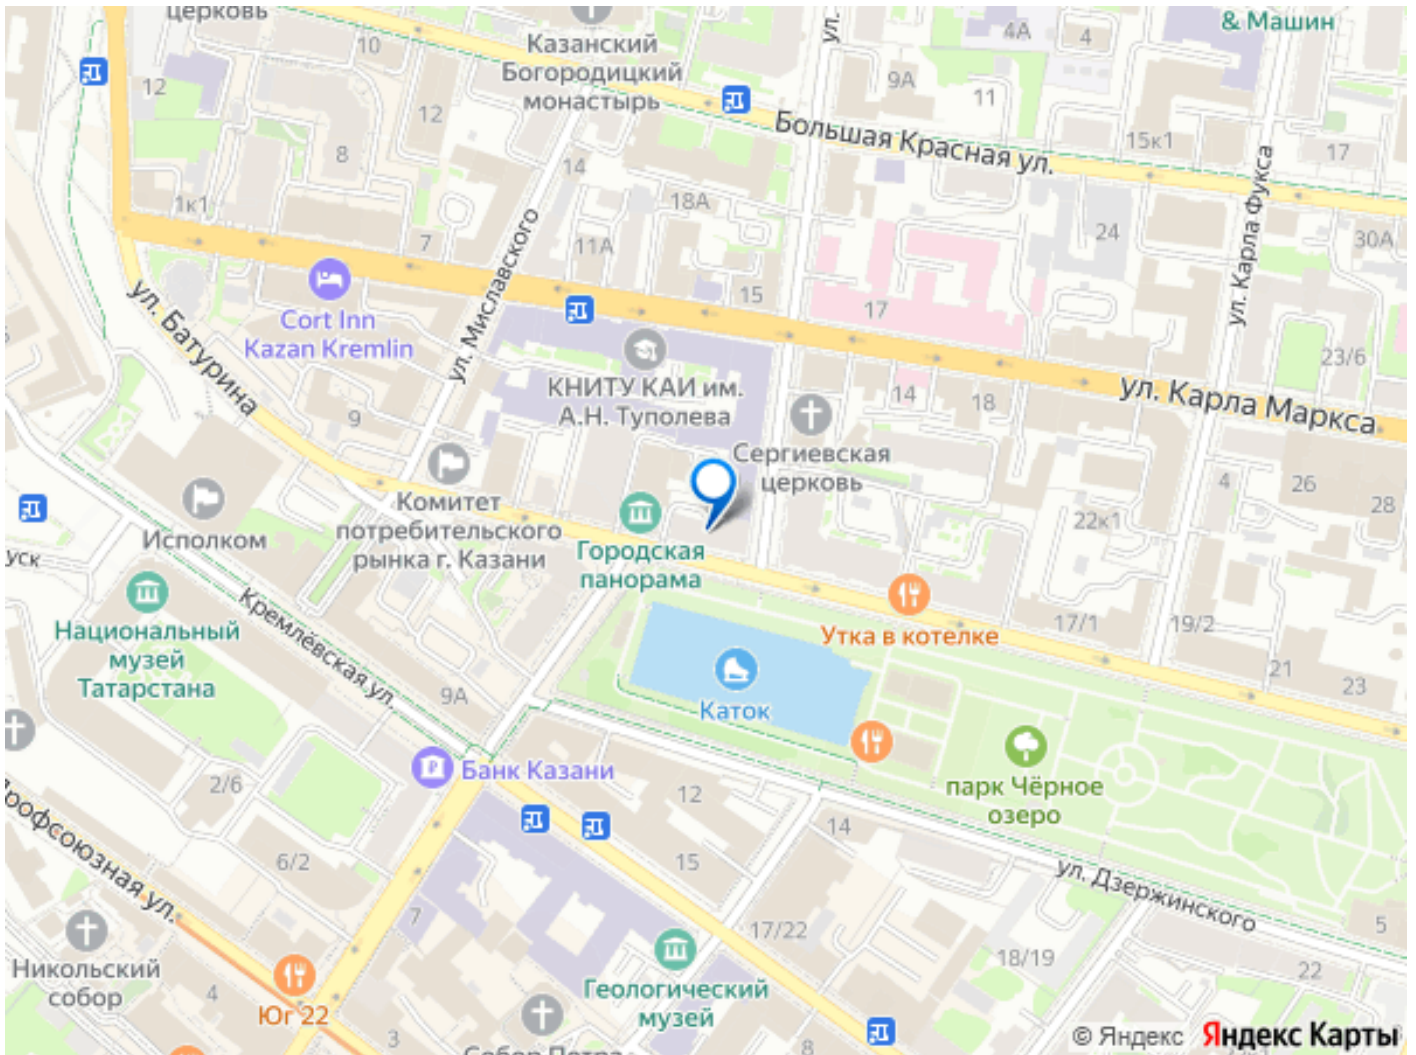 церковь
Казанский
Богородицкий
монастырь
ул.
4А
4
& Машин
10
12
12
8
9А
11
Большая Красная ул.
15к1
17
ул. Карла Фукса
1к1
7
14
18А
11А
15
24
30А
17
ул. Миславского
ул. Батурина
Cort Inn
Kazan Kremlin
КНИТУ КАИ им.
А.Н. Туполева
23/6
14
18
ул. Карла Маркса
9
Сергиевская
церковь
4
26
28
22к1
Исполком
Комитет
потребительского
рынка г. Казани
Городская
панорама
уск
Национальный
музей
Татарстана
Кремлёвская ул.
Утка в котелке
17/1
19/2
21
23
9А
Каток
парк Чёрное
озеро
Банк Казани
2/6
12
14
15
6/2
7
Профсоюзная ул.
ул. Дзержинского
5
17/22
18/19
22
Никольский
собор
4
Юг 22
3
Геологический
музей
Собор Петра
8
© Яндекс Яндекс Карты